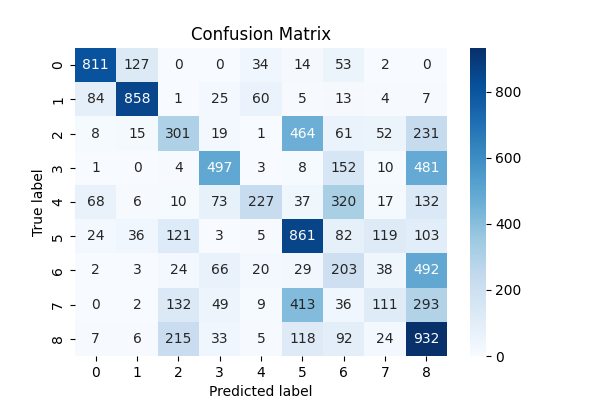 Confusion Matrix
0 811 127 0 0 34 14 53 2 0
1 84 858 1 25 60 5 13 4 7
2 8 15 301 19 1 464 61 52 231
3 1 0 4 497 3 8 152 10 481
4 68 6 10 73 227 37 320 17 132
5 24 36 121 3 5 861 82 119 103
6 2 3 24 66 20 29 203 38 492
7 0 2 132 49 9 413 36 111 293
8 7 6 215 33 5 118 92 24 932
0 1 2 3 4 5 6 7 8
Predicted label
True label
800
600
400
200
0